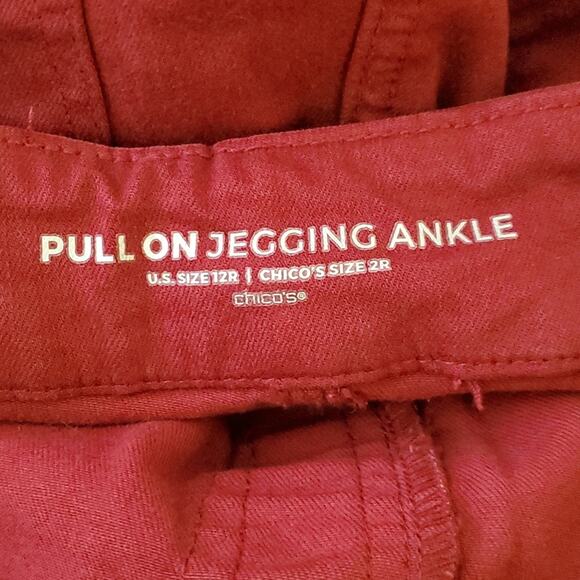 PULL ON JEGGING ANKLE
U.S. SIZE 12R | CHICO'S SIZE 2R
chico's®